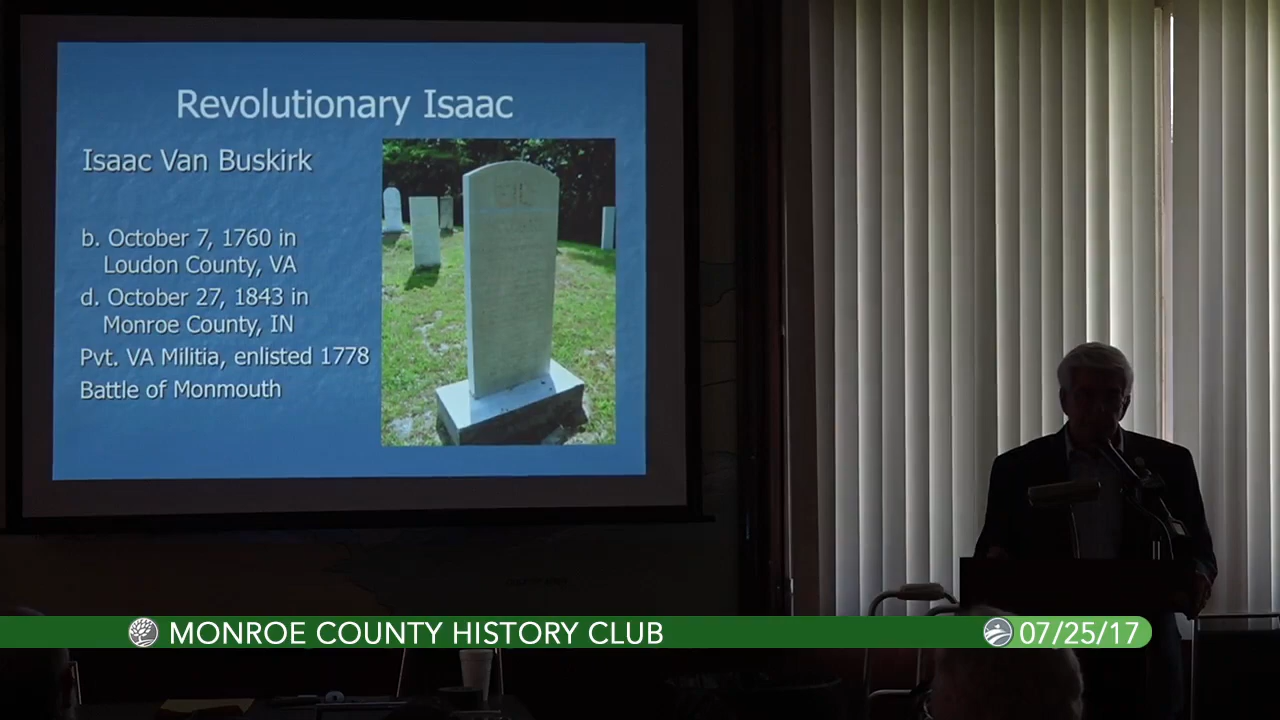 Revolutionary Isaac
Isaac Van Buskirk
b. October 7, 1760 in
Loudon County, VA
d. October 27, 1843 in
Monroe County, IN
Pvt. VA Militia, enlisted 1778
Battle of Monmouth
MONROE COUNTY HISTORY CLUB
07/25/17